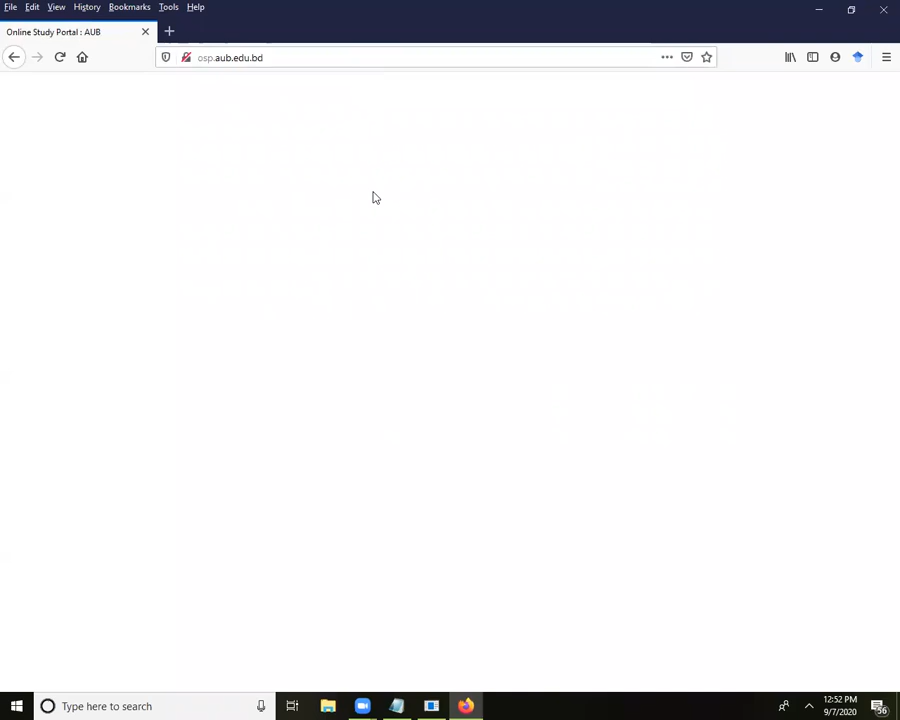 File Edit View History Bookmarks Tools Help
Online Study Portal : AUB
osp.aub.edu.bd
Type here to search
12:52 PM
9/7/2020
56